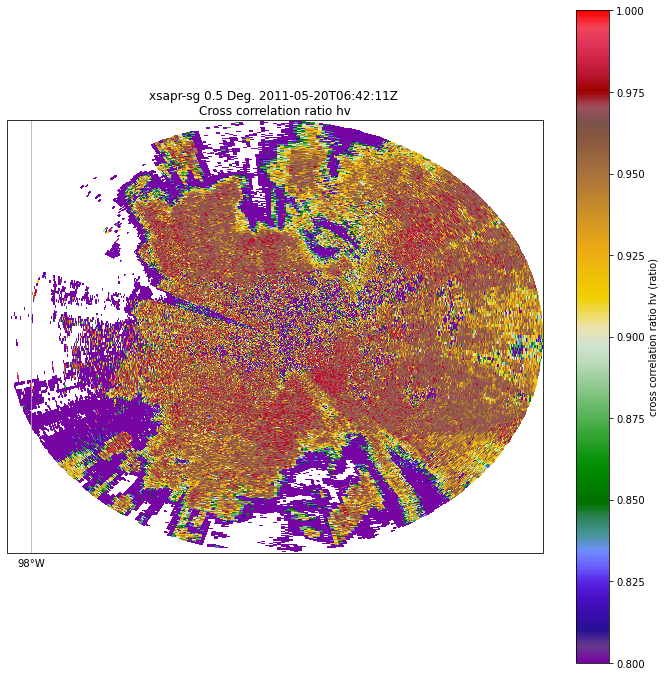 xsapr-sg 0.5 Deg. 2011-05-20T06:42:11Z
Cross correlation ratio hv
98°W
1.000
0.975
0.950
0.925
0.900
0.875
0.850
0.825
0.800
cross correlation ratio hv (ratio)